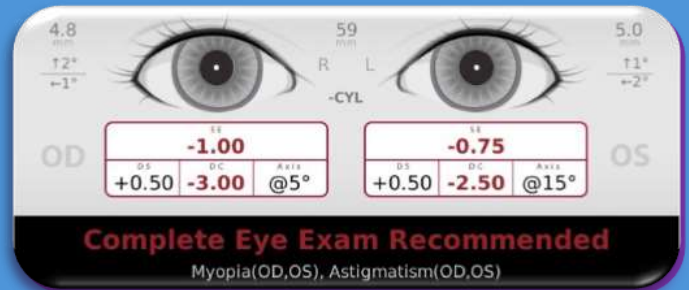 4.8 59 5.0
mm mm mm
↑2° R L ↑1°
←1° ←2°
-CYL
SE SE
-1.00 -0.75
OD OS
DS DC Axis DS DC Axis
+0.50 -3.00 @5° +0.50 -2.50 @15°
Complete Eye Exam Recommended
Myopia(OD,OS), Astigmatism(OD,OS)